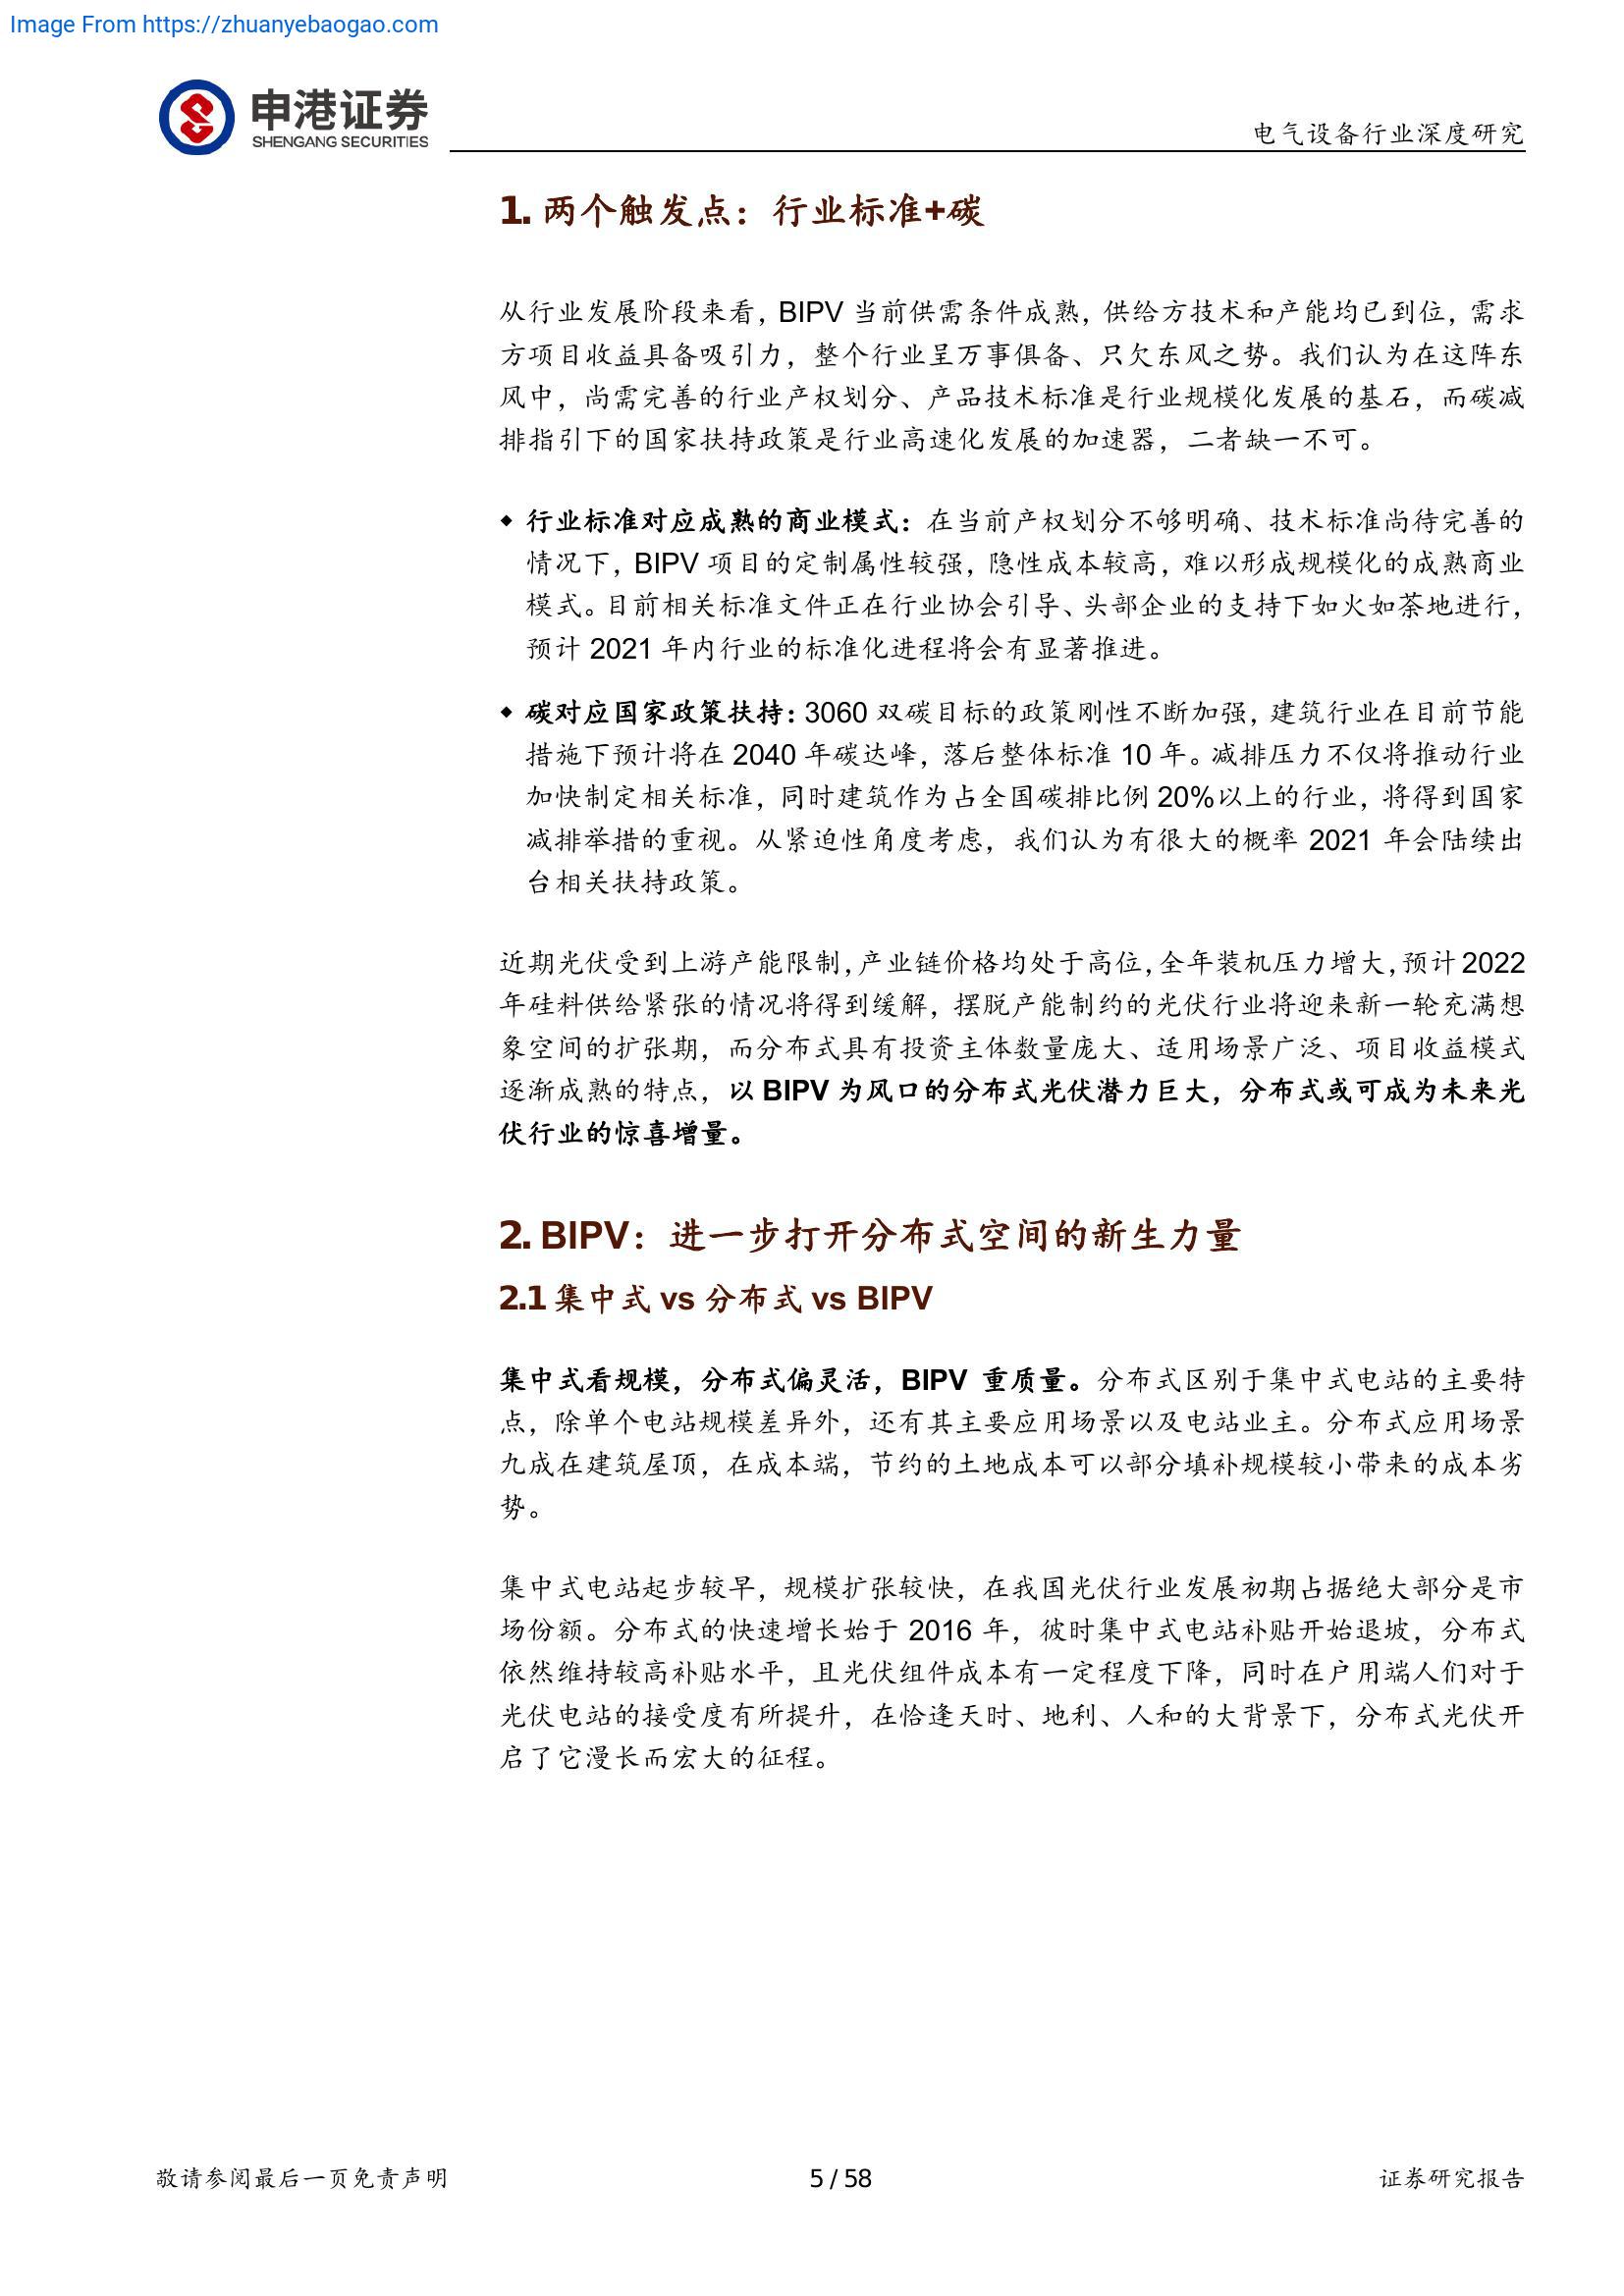 Image From https://zhuanyebaogao.com
申港证券
SHENGANG SECURITIES
电气设备行业深度研究
1. 两个触发点：行业标准+碳
从行业发展阶段来看，BIPV 当前供需条件成熟，供给方技术和产能均已到位，需求
方项目收益具备吸引力，整个行业呈万事俱备、只欠东风之势。我们认为在这阵东
风中，尚需完善的行业产权划分、产品技术标准是行业规模化发展的基石，而碳减
排指引下的国家扶持政策是行业高速化发展的加速器，二者缺一不可。
◆ 行业标准对应成熟的商业模式：在当前产权划分不够明确、技术标准尚待完善的
情况下，BIPV 项目的定制属性较强，隐性成本较高，难以形成规模化的成熟商业
模式。目前相关标准文件正在行业协会引导、头部企业的支持下如火如荼地进行，
预计 2021 年内行业的标准化进程将会有显著推进。
◆ 碳对应国家政策扶持：3060 双碳目标的政策刚性不断加强，建筑行业在目前节能
措施下预计将在 2040 年碳达峰，落后整体标准 10 年。减排压力不仅将推动行业
加快制定相关标准，同时建筑作为占全国碳排比例 20%以上的行业，将得到国家
减排举措的重视。从紧迫性角度考虑，我们认为有很大的概率 2021 年会陆续出
台相关扶持政策。
近期光伏受到上游产能限制，产业链价格均处于高位，全年装机压力增大，预计 2022
年硅料供给紧张的情况将得到缓解，摆脱产能制约的光伏行业将迎来新一轮充满想
象空间的扩张期，而分布式具有投资主体数量庞大、适用场景广泛、项目收益模式
逐渐成熟的特点，以 BIPV 为风口的分布式光伏潜力巨大，分布式或可成为未来光
伏行业的惊喜增量。
2. BIPV：进一步打开分布式空间的新生力量
2.1 集中式 vs 分布式 vs BIPV
集中式看规模，分布式偏灵活，BIPV 重质量。分布式区别于集中式电站的主要特
点，除单个电站规模差异外，还有其主要应用场景以及电站业主。分布式应用场景
九成在建筑屋顶，在成本端，节约的土地成本可以部分填补规模较小带来的成本劣
势。
集中式电站起步较早，规模扩张较快，在我国光伏行业发展初期占据绝大部分是市
场份额。分布式的快速增长始于 2016 年，彼时集中式电站补贴开始退坡，分布式
依然维持较高补贴水平，且光伏组件成本有一定程度下降，同时在户用端人们对于
光伏电站的接受度有所提升，在恰逢天时、地利、人和的大背景下，分布式光伏开
启了它漫长而宏大的征程。
敬请参阅最后一页免责声明
5 / 58
证券研究报告